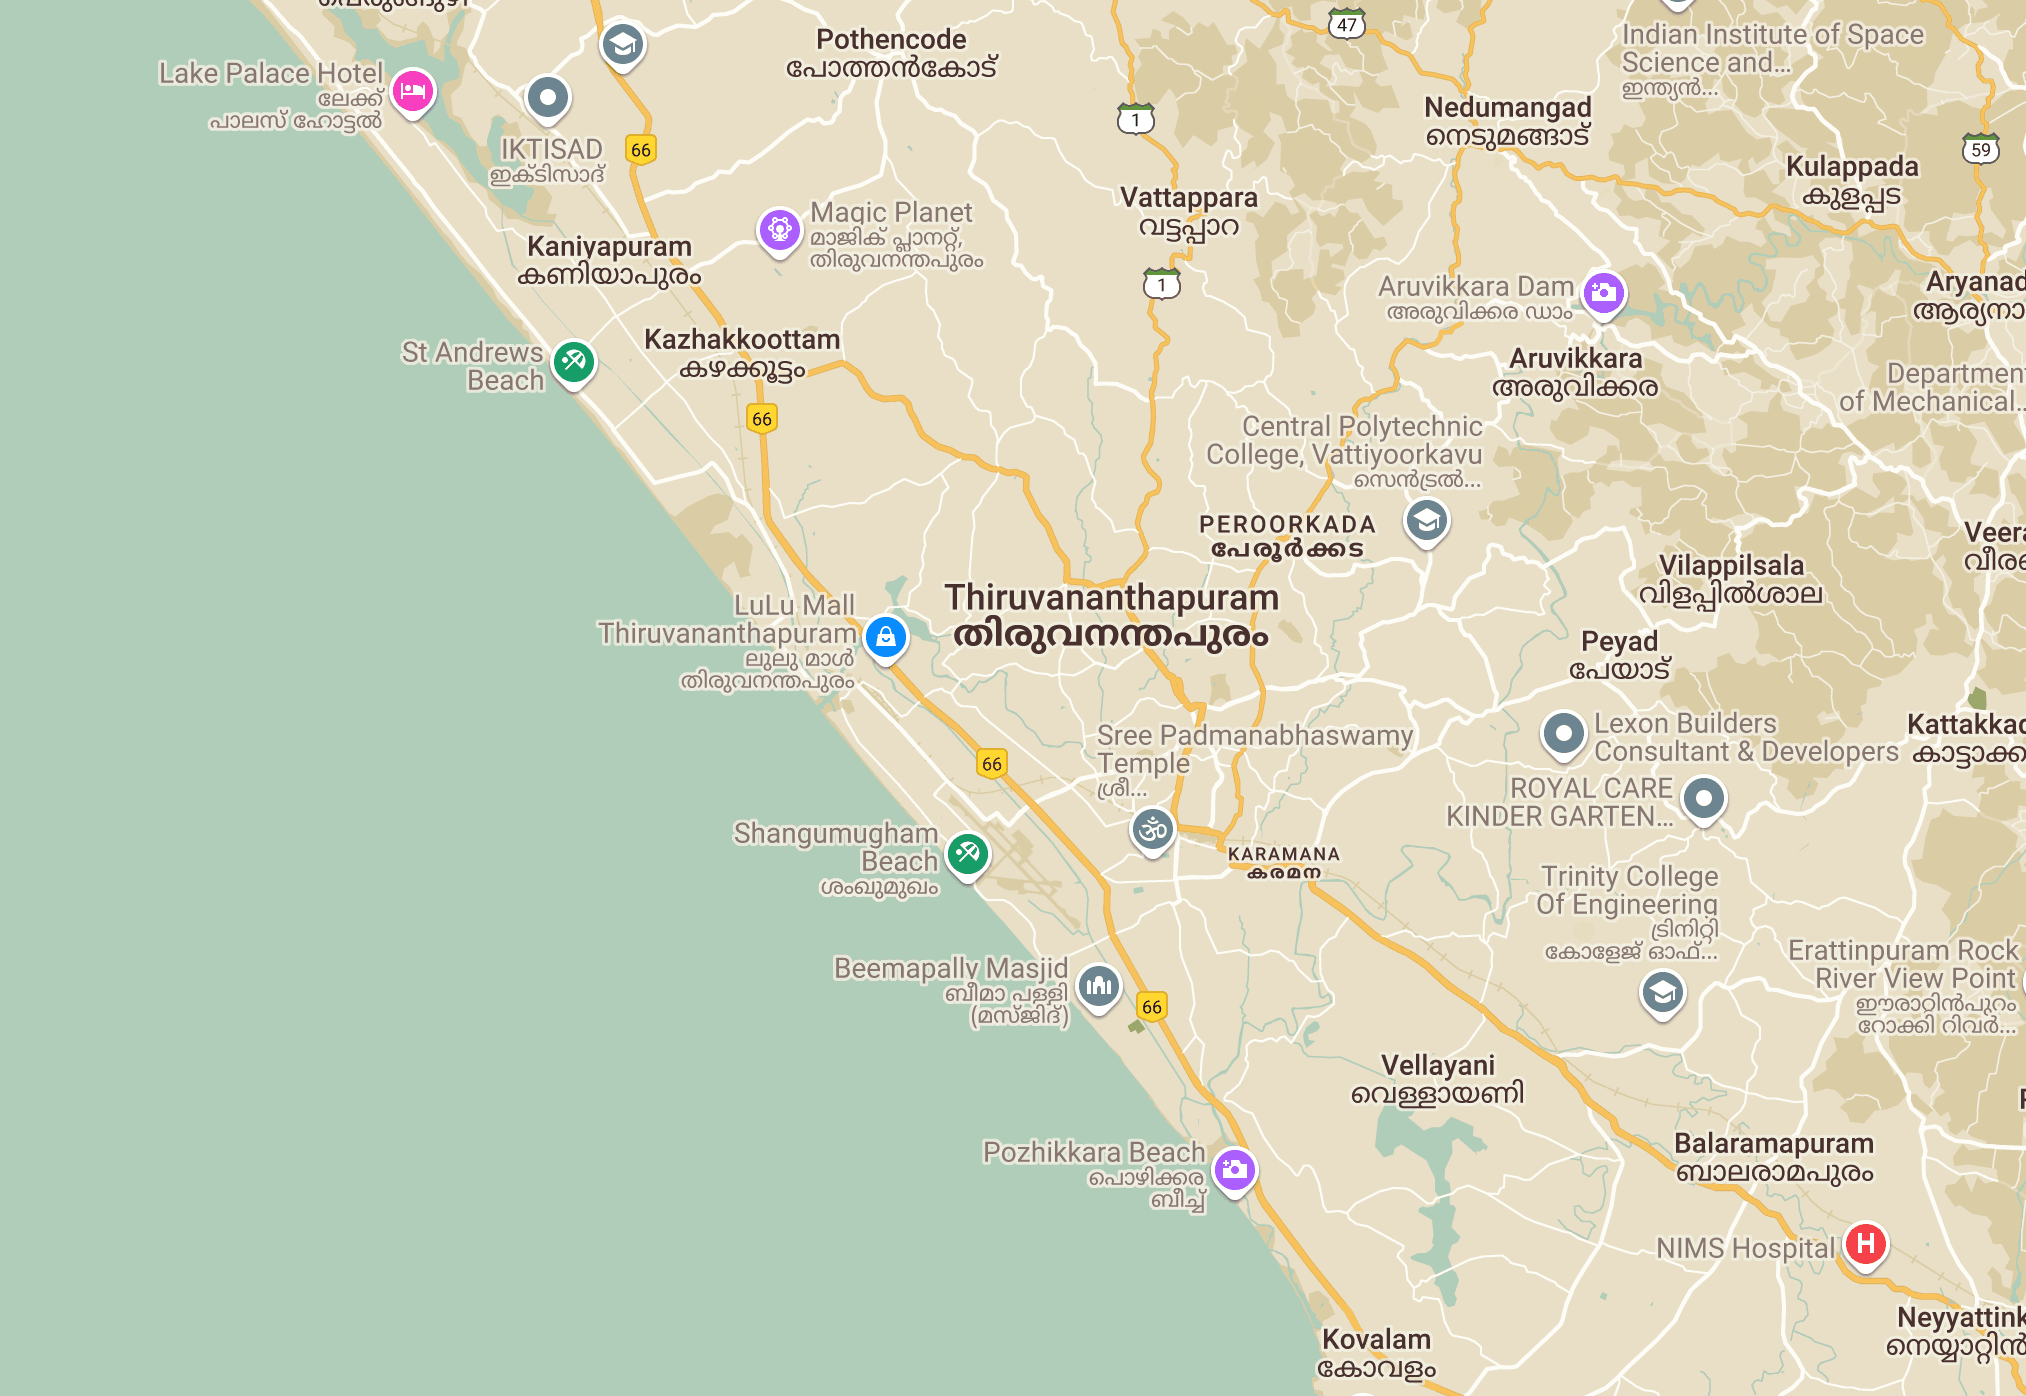 Pothencode
പോത്തൻകോട്
47
Indian Institute of Space
Science and...
ഇന്ത്യൻ...
Lake Palace Hotel
ലേക്ക്
പാലസ് ഹോട്ടൽ
IKTISAD
ഇക്ടിസാദ്
66
1
Nedumangad
നെടുമങ്ങാട്
59
Kulappada
കുളപ്പട
Vattappara
വട്ടപ്പാറ
Magic Planet
മാജിക് പ്ലാനറ്റ്,
തിരുവനന്തപുരം
Kaniyapuram
കണിയാപുരം
1
Aruvikkara Dam
അരുവിക്കര ഡാം
Aryanad
ആര്യനാ
Kazhakkoottam
കഴക്കൂട്ടം
St Andrews
Beach
Aruvikkara
അരുവിക്കര
Department
of Mechanical...
66
Central Polytechnic
College, Vattiyoorkavu
സെൻട്രൽ...
PEROORKADA
പേരൂർക്കട
Veera
വീര
Vilappilsala
വിളപ്പിൽശാല
Thiruvananthapuram
തിരുവനന്തപുരം
LuLu Mall
Thiruvananthapuram
ലുലു മാൾ
തിരുവനന്തപുരം
Peyad
പേയാട്
Sree Padmanabhaswamy
Temple
ശ്രീ...
Lexon Builders
Consultant & Developers
Kattakkad
കാട്ടാക്ക
66
ROYAL CARE
KINDER GARTEN...
Shangumugham
Beach
ശംഖുമുഖം
KARAMANA
കരമന
Trinity College
Of Engineering
ട്രിനിറ്റി
കോളേജ് ഓഫ്...
Beemapally Masjid
ബീമാ പള്ളി
(മസ്ജിദ്)
66
Erattinpuram Rock
River View Point
ഈരാറ്റിൻപുറം
റോക്കി റിവർ...
Vellayani
വെള്ളായണി
Pozhikkara Beach
പൊഴിക്കര
ബീച്ച്
Balaramapuram
ബാലരാമപുരം
NIMS Hospital
H
Neyyattink
നെയ്യാറ്റിൻ
Kovalam
കോവളം